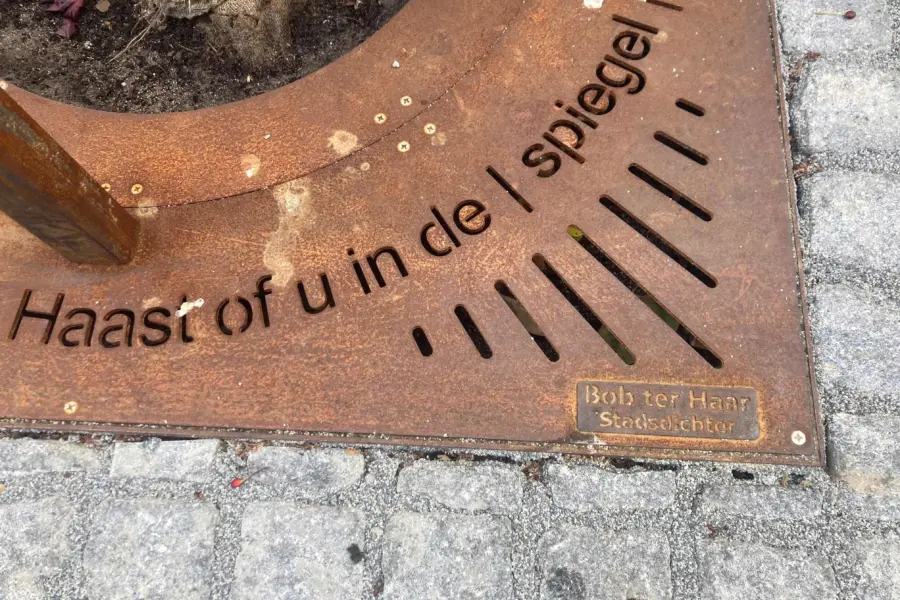 Haast of u in de | spiegel |
Bob ter Haar
Stadsdichter